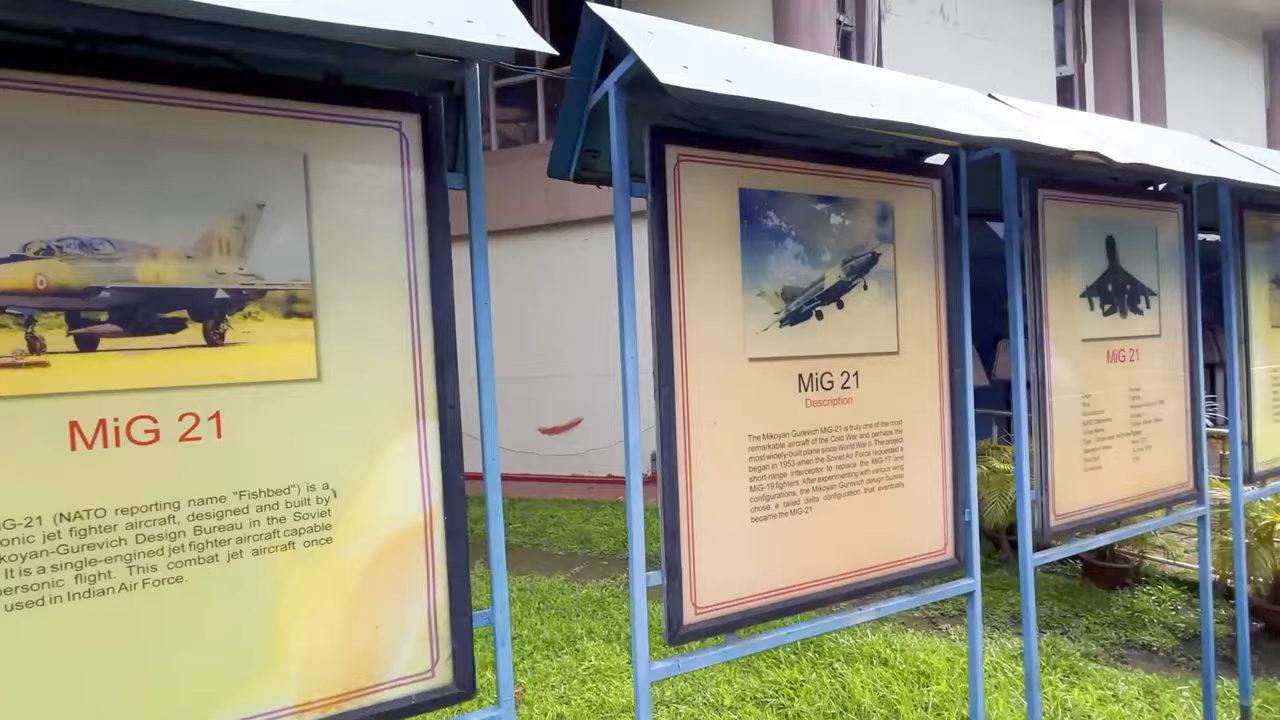 MiG 21
G-21 (NATO reporting name "Fishbed") is a
onic jet fighter aircraft, designed and built by
koyan-Gurevich Design Bureau in the Soviet
It is a single-engined jet fighter aircraft capable
ersonic flight. This combat jet aircraft once
used in Indian Air Force.
MiG 21
Description
The Mikoyan Gurevich MiG-21 is truly one of the most
remarkable aircraft of the Cold War and perhaps the
most widely-built plane since World War II. The project
began in 1953 when the Soviet Air Force requested a
short-range interceptor to replace the MiG-17 and
MiG-19 fighters. After experimenting with various wing
configurations, the Mikoyan Gurevich design bureau
chose a tailed delta configuration that eventually
became the MiG-21
MiG 21